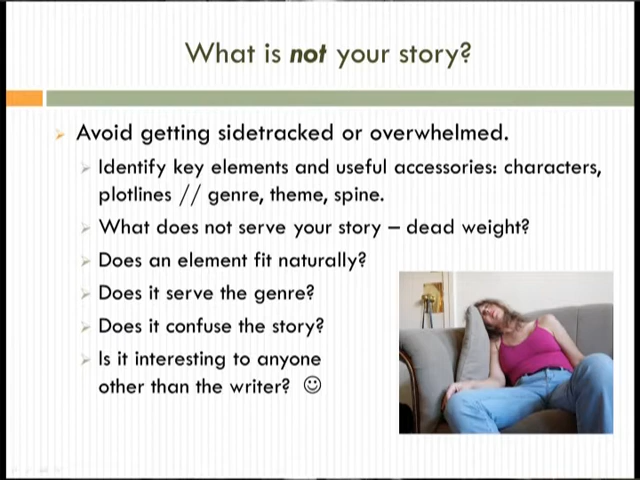 What is not your story?
Avoid getting sidetracked or overwhelmed.
Identify key elements and useful accessories: characters,
plotlines // genre, theme, spine.
What does not serve your story – dead weight?
Does an element fit naturally?
Does it serve the genre?
Does it confuse the story?
Is it interesting to anyone
other than the writer? ☺